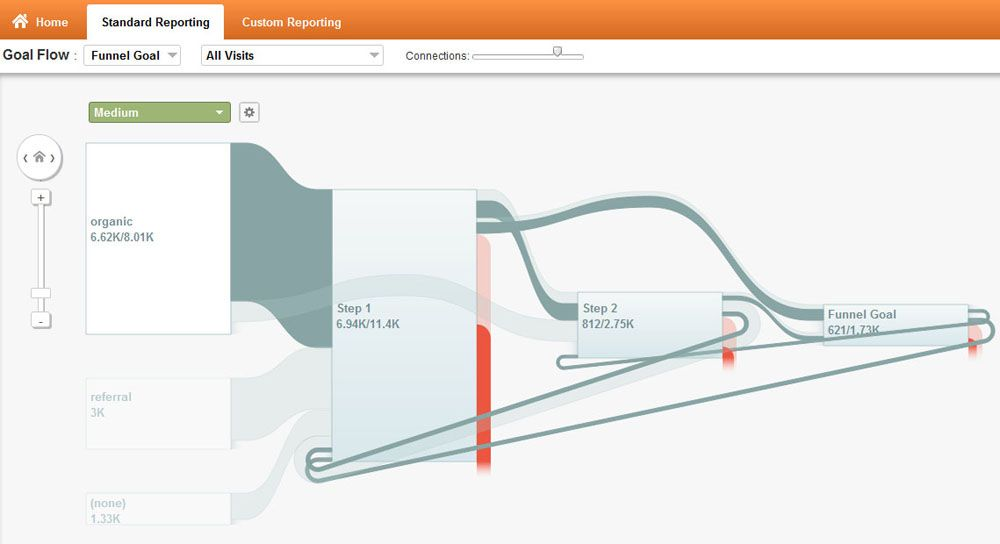 Home Standard Reporting Custom Reporting
Goal Flow : Funnel Goal All Visits Connections:
Medium
+
-
organic
6.62K/8.01K
referral
3K
(none)
1.33K
Step 1
6.94K/11.4K
Step 2
812/2.75K
Funnel Goal
621/1.73K